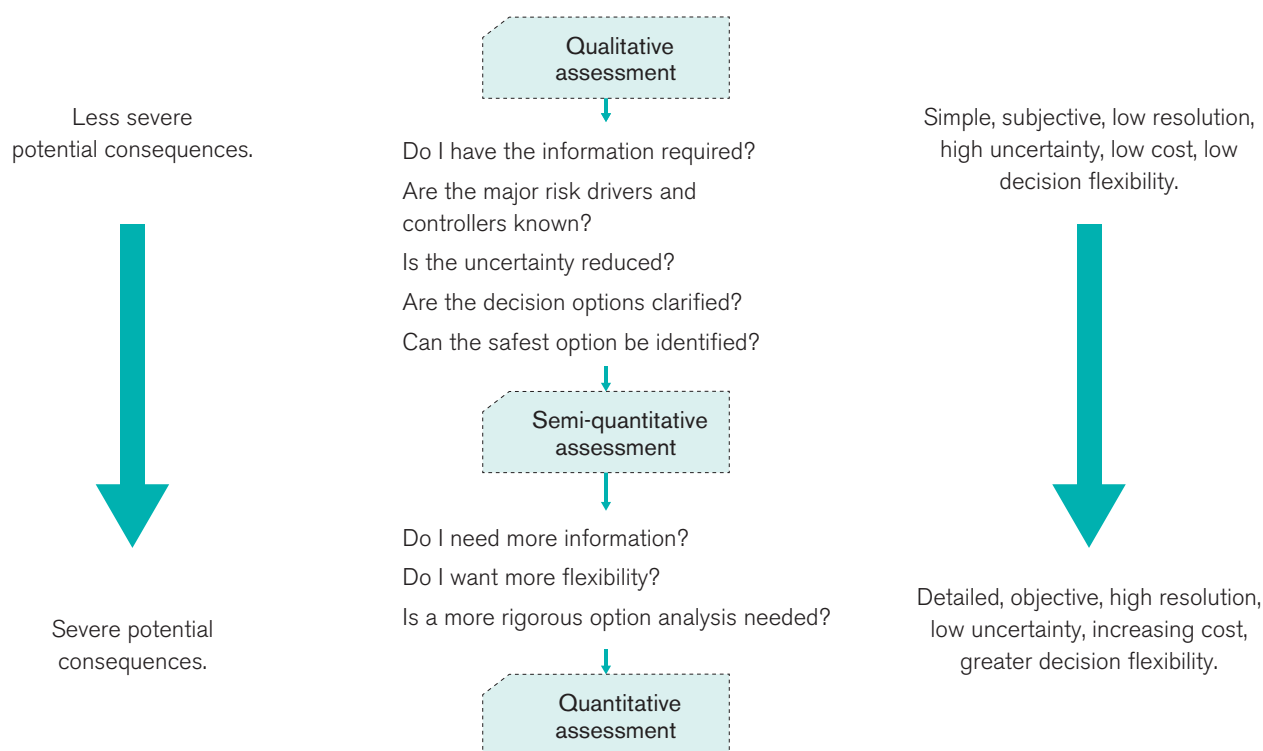 Qualitative
assessment
Less severe
potential consequences.
Simple, subjective, low resolution,
high uncertainty, low cost, low
decision flexibility.
Do I have the information required?
Are the major risk drivers and
controllers known?
Is the uncertainty reduced?
Are the decision options clarified?
Can the safest option be identified?
Semi-quantitative
assessment
Do I need more information?
Do I want more flexibility?
Is a more rigorous option analysis needed?
Severe potential
consequences.
Detailed, objective, high resolution,
low uncertainty, increasing cost,
greater decision flexibility.
Quantitative
assessment